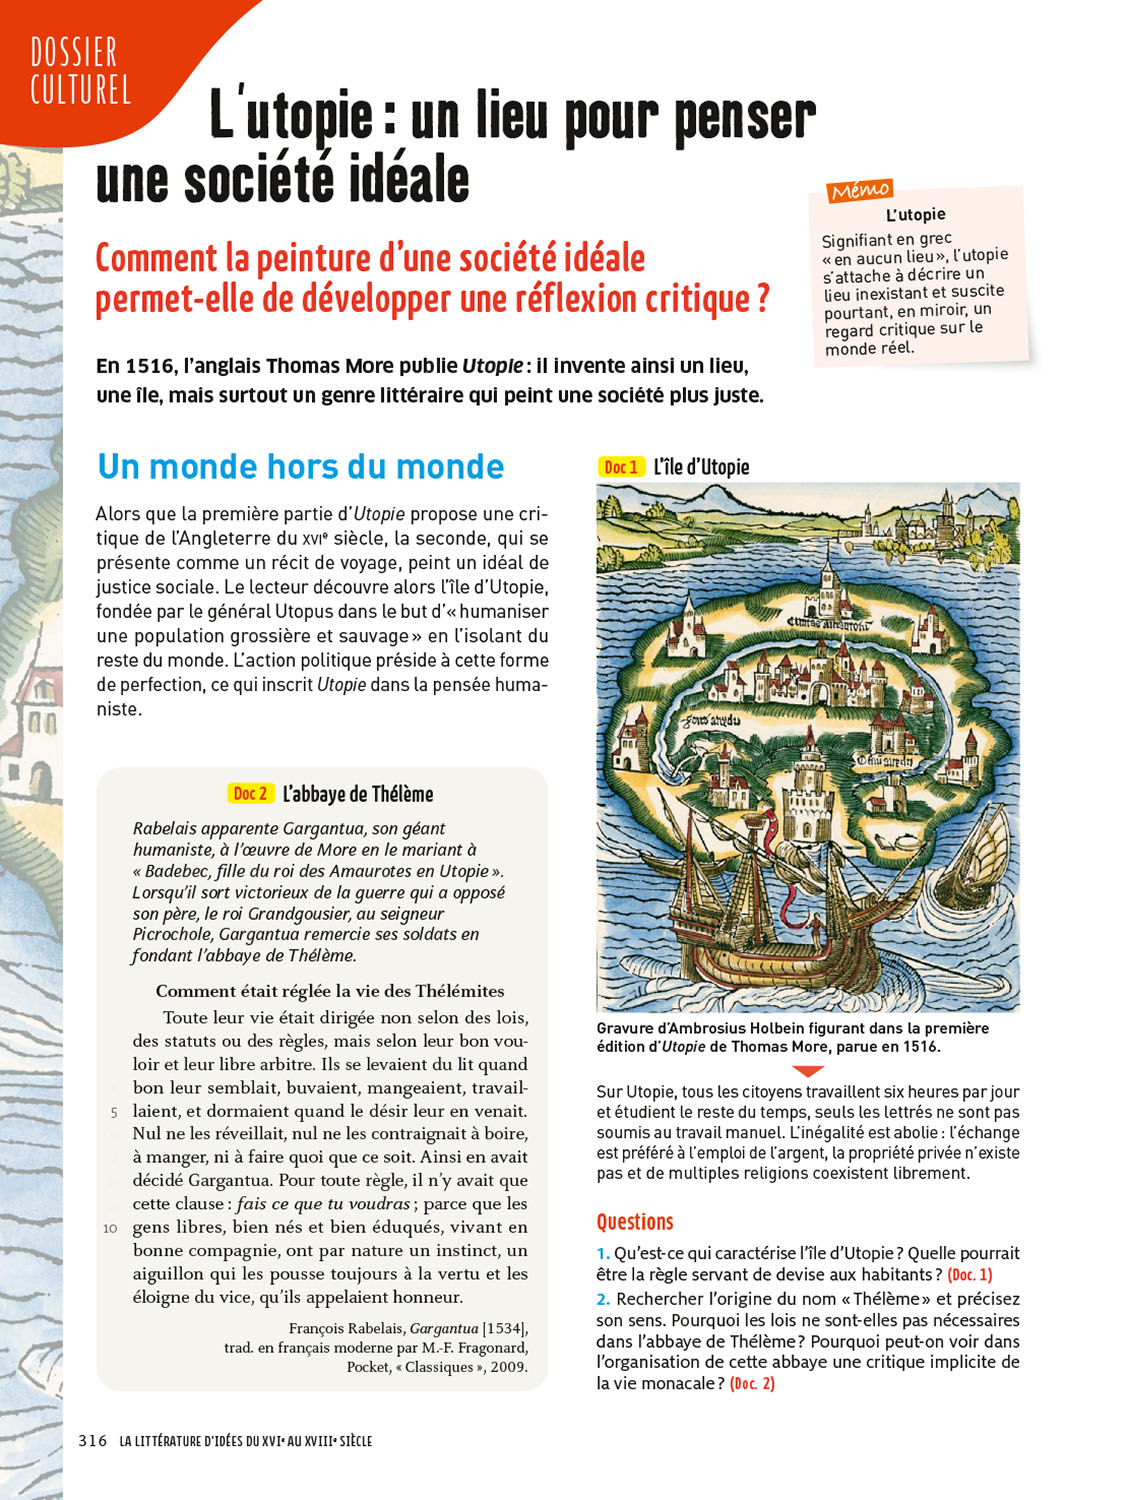 DOSSIER
CULTUREL
L'utopie : un lieu pour penser
une société idéale
Comment la peinture d'une société idéale
permet-elle de développer une réflexion critique ?
Mémo
L'utopie
Signifiant en grec
« en aucun lieu », l'utopie
s'attache à décrire un
lieu inexistant et suscite
pourtant, en miroir, un
regard critique sur le
monde réel.
En 1516, l'anglais Thomas More publie Utopie : il invente ainsi un lieu,
une île, mais surtout un genre littéraire qui peint une société plus juste.
Un monde hors du monde
Alors que la première partie d'Utopie propose une cri-
tique de l'Angleterre du XVIe siècle, la seconde, qui se
présente comme un récit de voyage, peint un idéal de
justice sociale. Le lecteur découvre alors l'île d'Utopie,
fondée par le général Utopus dans le but d'« humaniser
une population grossière et sauvage » en l'isolant du
reste du monde. L'action politique préside à cette forme
de perfection, ce qui inscrit Utopie dans la pensée huma-
niste.
Doc 2 L'abbaye de Thélème
Rabelais apparente Gargantua, son géant
humaniste, à l'œuvre de More en le mariant à
« Badebec, fille du roi des Amaurotes en Utopie ».
Lorsqu'il sort victorieux de la guerre qui a opposé
son père, le roi Grandgousier, au seigneur
Picrochole, Gargantua remercie ses soldats en
fondant l'abbaye de Thélème.
Comment était réglée la vie des Thélémites
Toute leur vie était dirigée non selon des lois,
des statuts ou des règles, mais selon leur bon vou-
loir et leur libre arbitre. Ils se levaient du lit quand
bon leur semblait, buvaient, mangeaient, travail-
5 laient, et dormaient quand le désir leur en venait.
Nul ne les réveillait, nul ne les contraignait à boire,
à manger, ni à faire quoi que ce soit. Ainsi en avait
décidé Gargantua. Pour toute règle, il n'y avait que
cette clause : fais ce que tu voudras ; parce que les
10 gens libres, bien nés et bien éduqués, vivant en
bonne compagnie, ont par nature un instinct, un
aiguillon qui les pousse toujours à la vertu et les
éloigne du vice, qu'ils appelaient honneur.
François Rabelais, Gargantua [1534],
trad. en français moderne par M.-F. Fragonard,
Pocket, « Classiques », 2009.
Doc 1 L'île d'Utopie
Gravure d'Ambrosius Holbein figurant dans la première
édition d'Utopie de Thomas More, parue en 1516.
Sur Utopie, tous les citoyens travaillent six heures par jour
et étudient le reste du temps, seuls les lettrés ne sont pas
soumis au travail manuel. L'inégalité est abolie : l'échange
est préféré à l'emploi de l'argent, la propriété privée n'existe
pas et de multiples religions coexistent librement.
Questions
1. Qu'est-ce qui caractérise l'île d'Utopie ? Quelle pourrait
être la règle servant de devise aux habitants ? (Doc. 1)
2. Rechercher l'origine du nom « Thélème » et précisez
son sens. Pourquoi les lois ne sont-elles pas nécessaires
dans l'abbaye de Thélème ? Pourquoi peut-on voir dans
l'organisation de cette abbaye une critique implicite de
la vie monacale ? (Doc. 2)
316 LA LITTÉRATURE D'IDÉES DU XVIe AU XVIIIe SIÈCLE